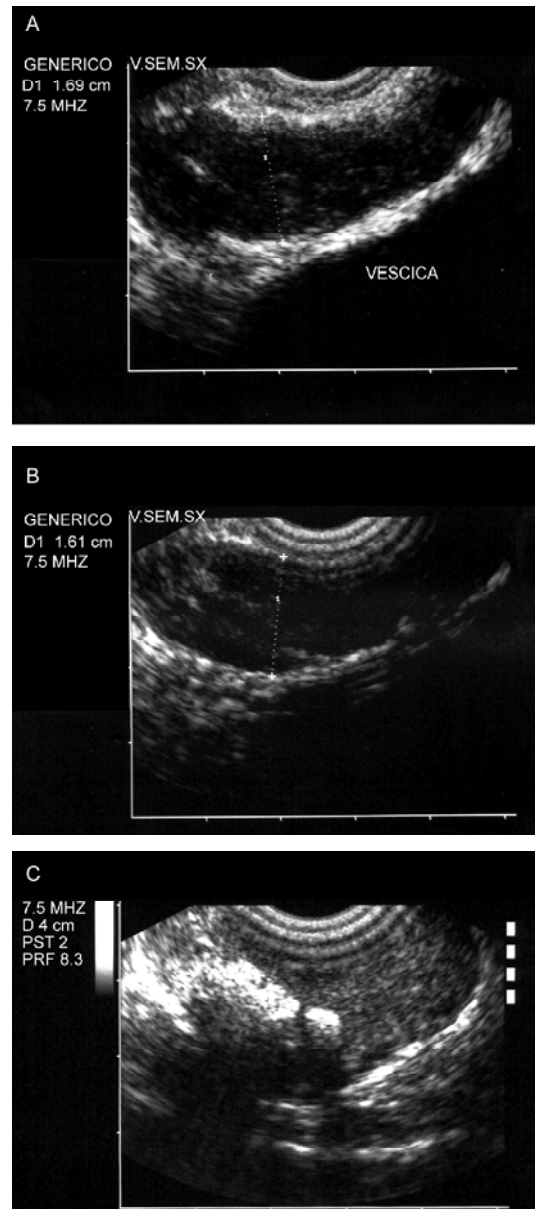 A
GENERICO V.SEM.SX
D1 1.69 cm
7.5 MHZ
VESCICA
B
GENERICO V.SEM.SX
D1 1.61 cm
7.5 MHZ
C
7.5 MHZ
D 4 cm
PST 2
PRF 8.3